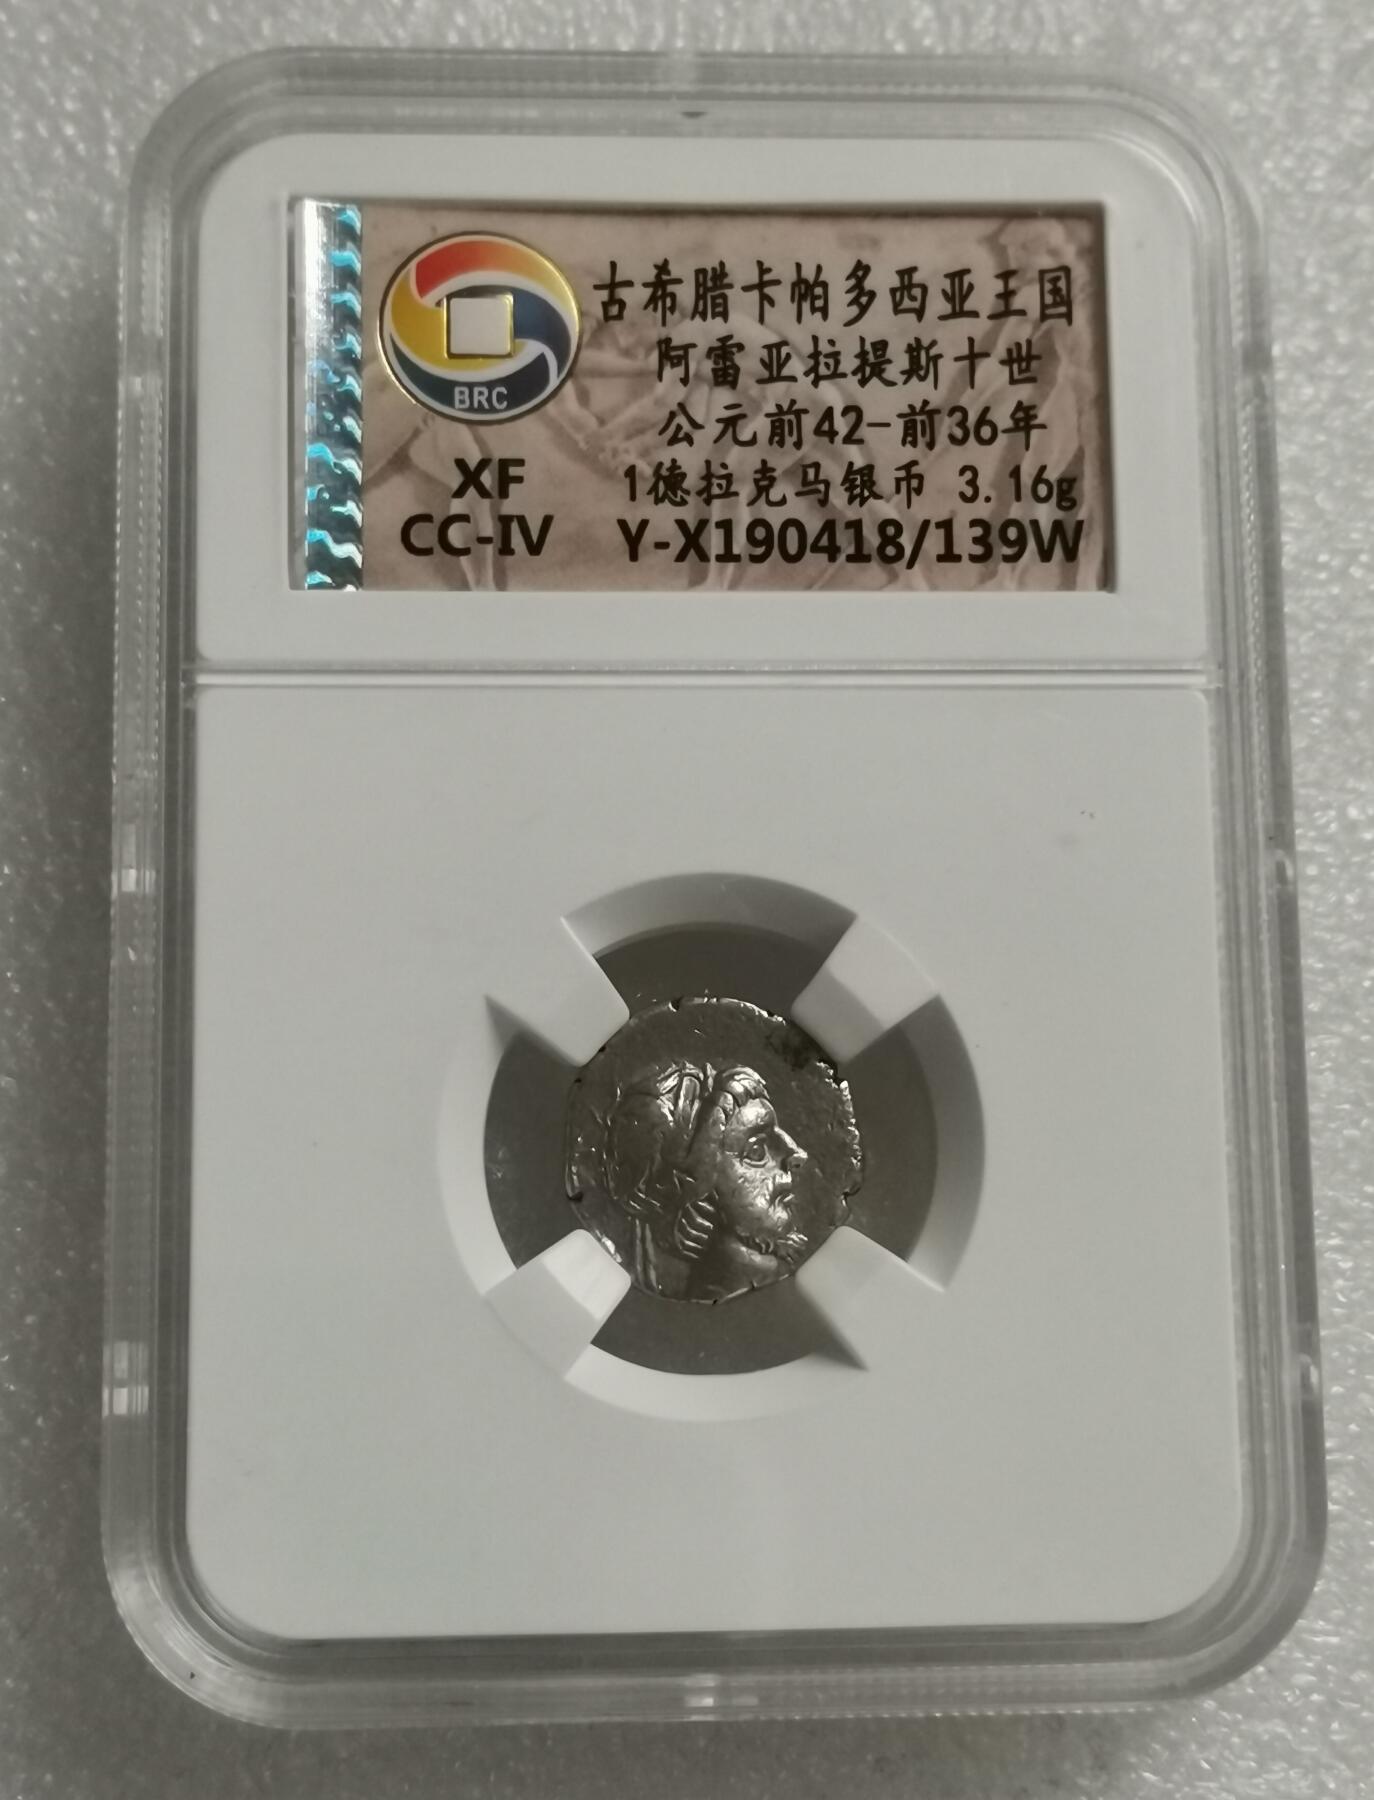 BRC
古希腊卡帕多西亚王国
阿雷亚拉提斯十世
公元前42-前36年
XF
1德拉克马银币 3.16g
CC-IV
Y-X190418/139W